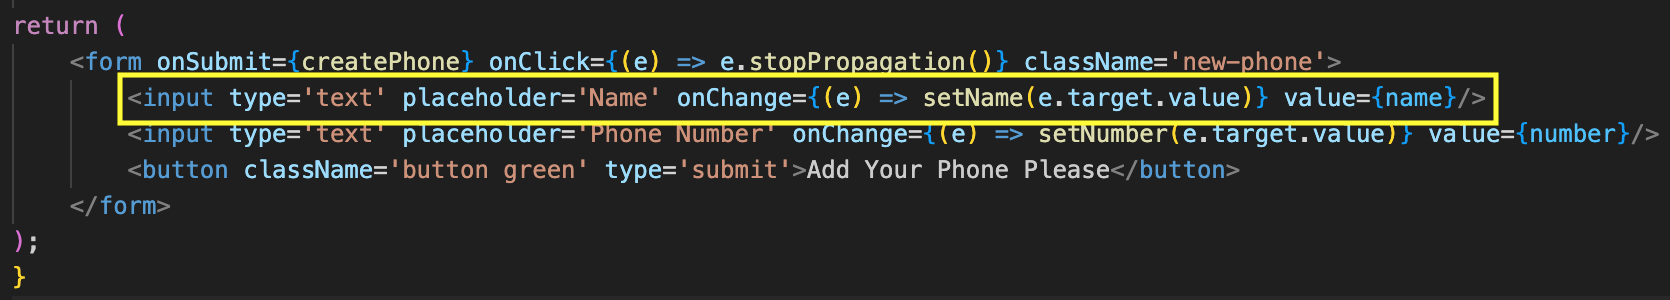 return (
<form onSubmit={createPhone} onClick={(e) => e.stopPropagation()} className='new-phone'>
<input type='text' placeholder='Name' onChange={(e) => setName(e.target.value)} value={name}/>
<input type='text' placeholder='Phone Number' onChange={(e) => setNumber(e.target.value)} value={number}/>
<button className='button green' type='submit'>Add Your Phone Please</button>
</form>
);
}